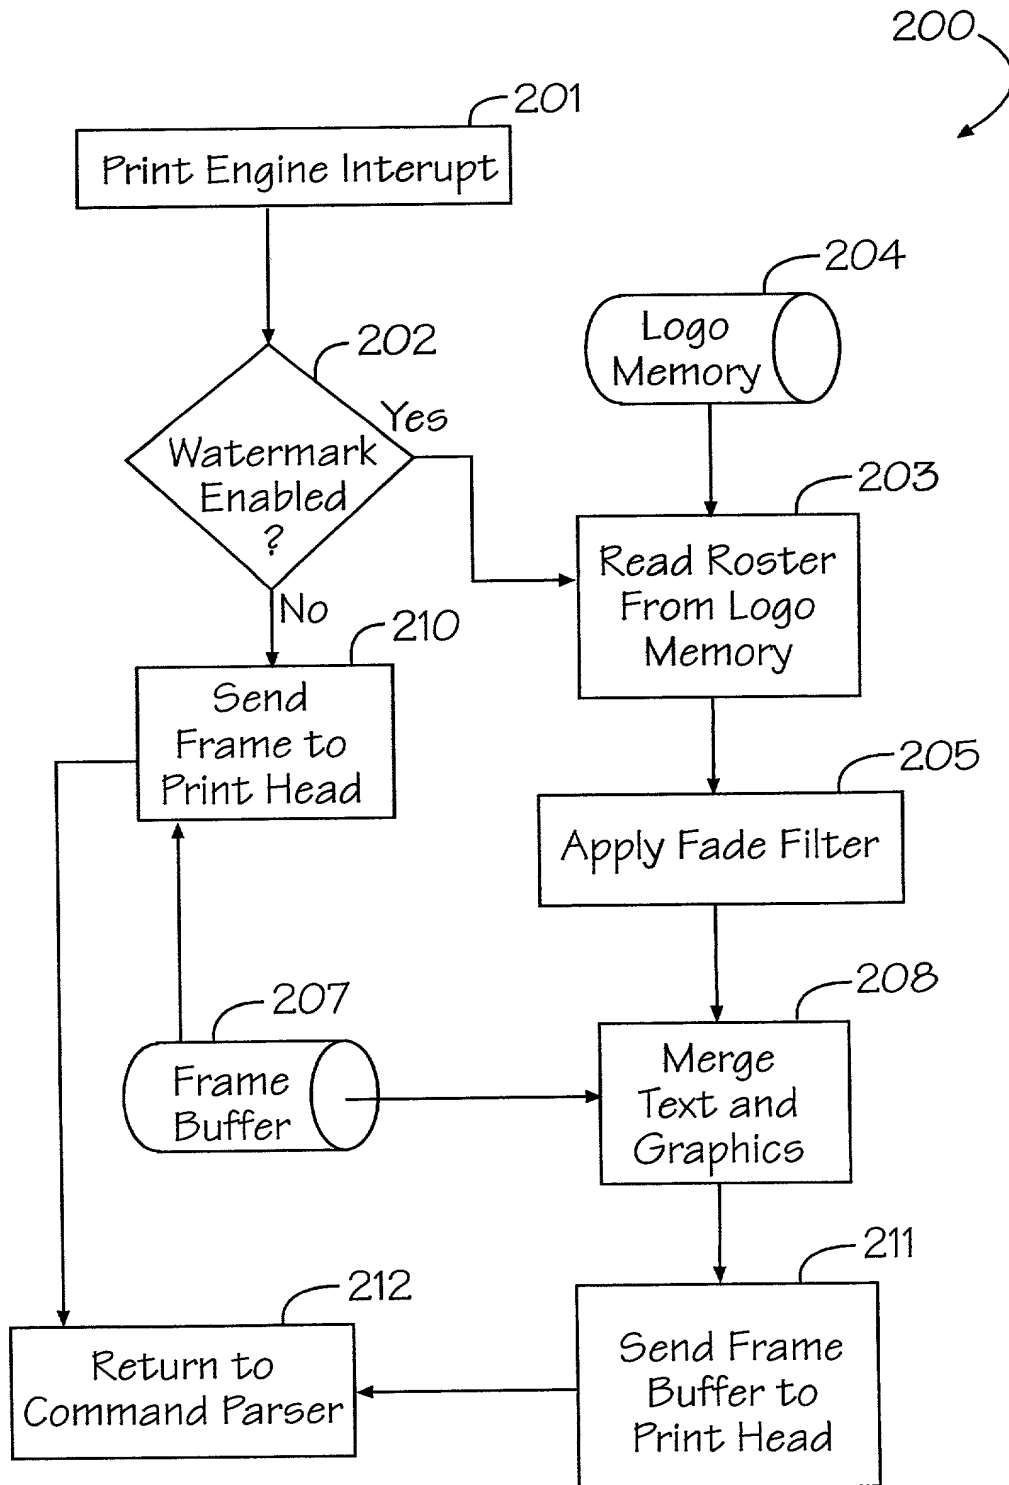 200
201
Print Engine Interupt
204
Logo
Memory
202
Yes
Watermark
Enabled
?
203
Read Roster
From Logo
Memory
No
210
Send
Frame to
Print Head
205
Apply Fade Filter
207
Frame
Buffer
208
Merge
Text and
Graphics
211
Send Frame
Buffer to
Print Head
212
Return to
Command Parser